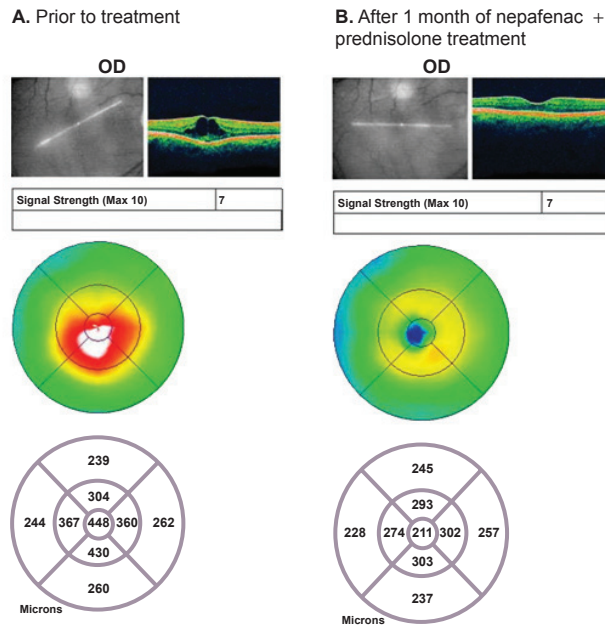 A. Prior to treatment
OD
Signal Strength (Max 10) 7
239
304
244 367 448 360 262
430
260
Microns
B. After 1 month of nepafenac +
prednisolone treatment
OD
Signal Strength (Max 10) 7
245
293
228 274 211 302 257
303
237
Microns